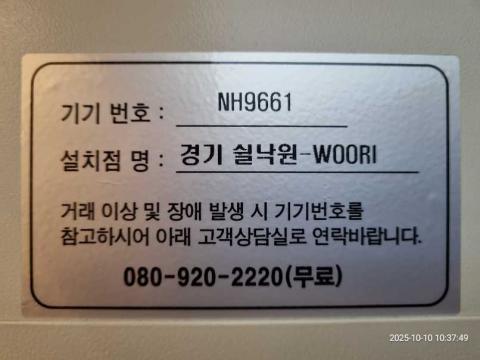 기기 번호 : NH9661
설치점 명 : 경기 쉴낙원-WOORI
거래 이상 및 장애 발생 시 기기번호를
참고하시어 아래 고객상담실로 연락바랍니다.
080-920-2220(무료)
2025-10-10 10:37:49